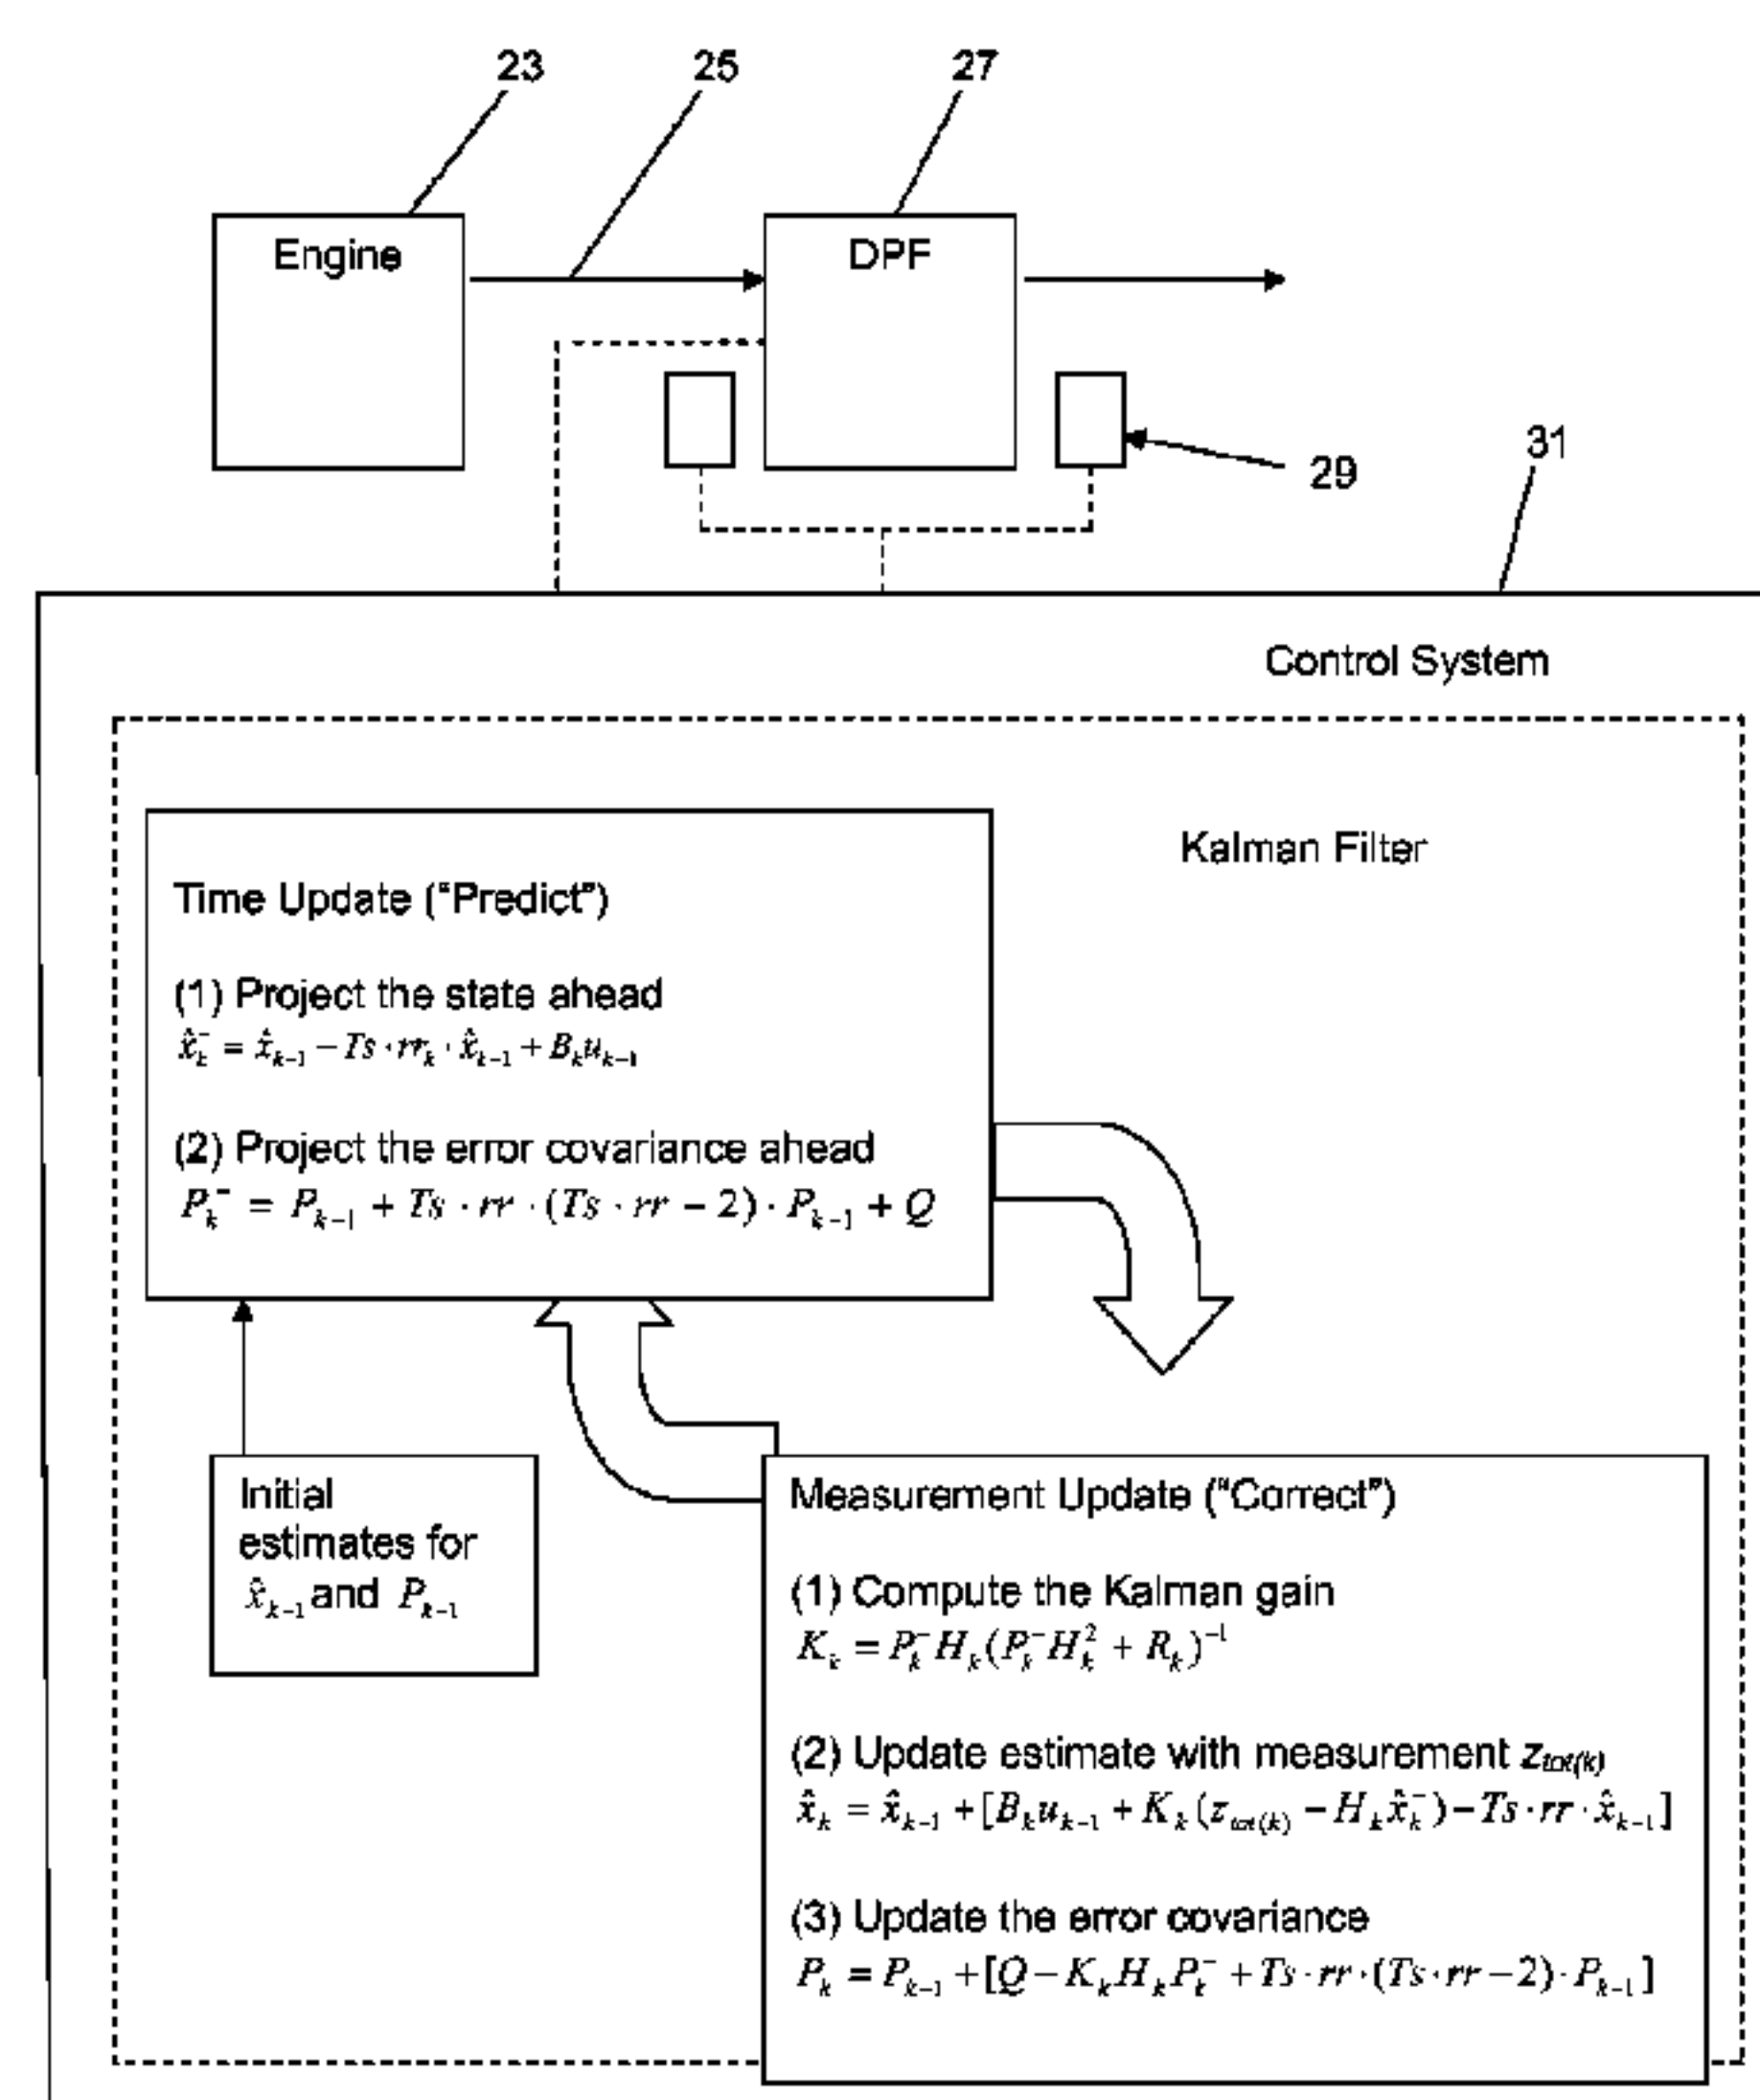 23 25 27
Engine DPF
31
29
Control System
Kalman Filter
Time Update ("Predict")
(1) Project the state ahead
x̂ₖ⁻ = x̂ₖ₋₁ − Ts · rrₖ · x̂ₖ₋₁ + Bₖuₖ₋₁
(2) Project the error covariance ahead
Pₖ⁻ = Pₖ₋₁ + Ts · rr · (Ts · rr − 2) · Pₖ₋₁ + Q
Initial
estimates for
x̂ₖ₋₁ and Pₖ₋₁
Measurement Update ("Correct")
(1) Compute the Kalman gain
Kₖ = Pₖ⁻Hₖ(Pₖ⁻Hₖ² + Rₖ)⁻¹
(2) Update estimate with measurement z_tot(k)
x̂ₖ = x̂ₖ₋₁ + [Bₖuₖ₋₁ + Kₖ(z_tot(k) − Hₖx̂ₖ⁻) − Ts · rr · x̂ₖ₋₁]
(3) Update the error covariance
Pₖ = Pₖ₋₁ + [Q − KₖHₖPₖ⁻ + Ts · rr · (Ts · rr − 2) · Pₖ₋₁]